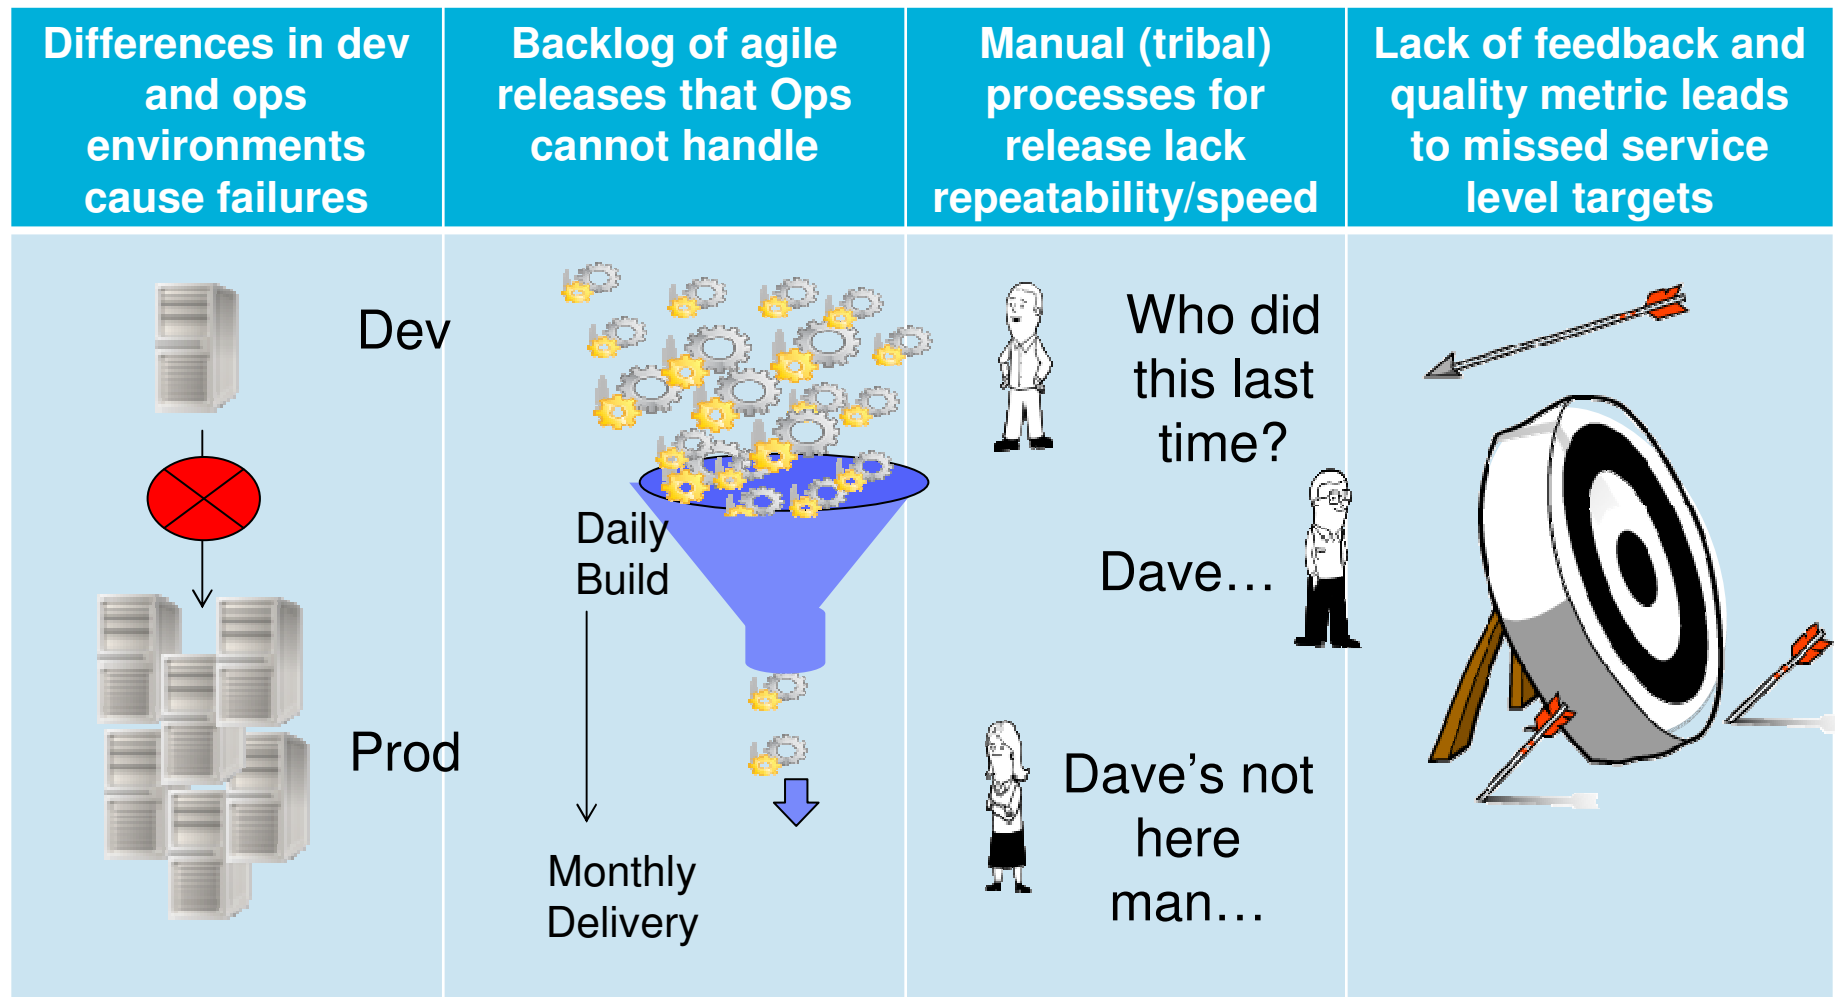 Differences in dev
and ops
environments
cause failures
Backlog of agile
releases that Ops
cannot handle
Manual (tribal)
processes for
release lack
repeatability/speed
Lack of feedback and
quality metric leads
to missed service
level targets
Dev
Prod
Daily
Build
Monthly
Delivery
Who did
this last
time?
Dave…
Dave’s not
here
man…